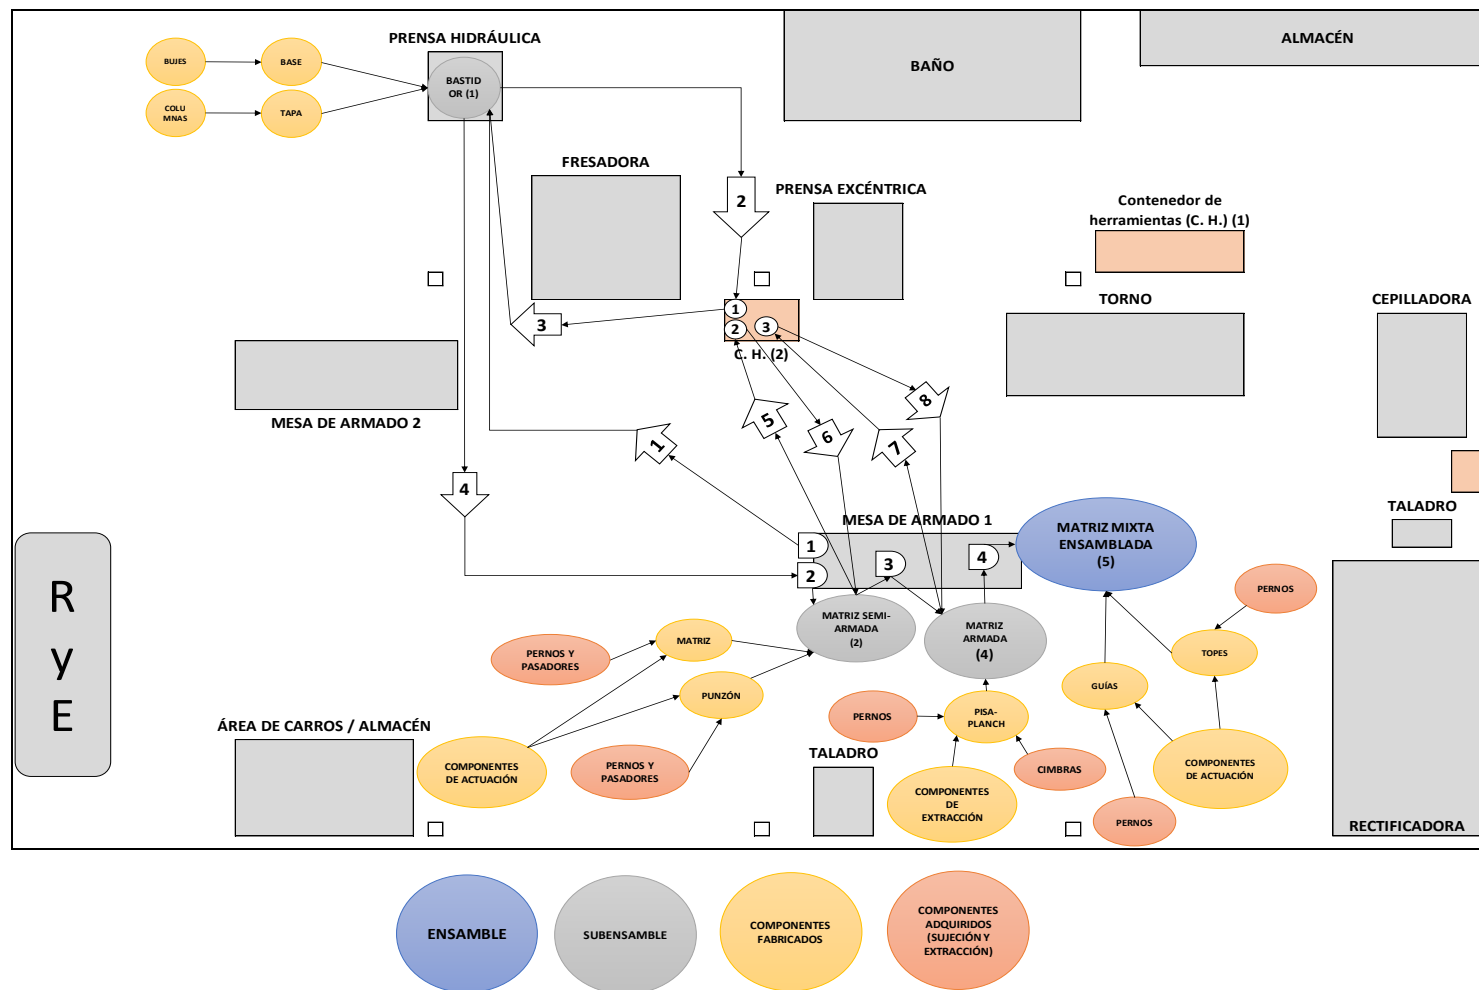 PRENSA HIDRÁULICA
ALMACÉN
BAÑO
BUJES
BASE
BASTID
OR (1)
COLU
MNAS
TAPA
FRESADORA
PRENSA EXCÉNTRICA
2
Contenedor de
herramientas (C. H.) (1)
TORNO
CEPILLADORA
1
2
3
3
C. H. (2)
MESA DE ARMADO 2
5
6
7
8
1
4
TALADRO
MESA DE ARMADO 1
1
2
3
4
MATRIZ MIXTA
ENSAMBLADA
(5)
R
y
E
PERNOS
MATRIZ SEMI-
ARMADA
(2)
MATRIZ
ARMADA
(4)
MATRIZ
PERNOS Y
PASADORES
TOPES
PUNZÓN
GUÍAS
PERNOS
PISA-
PLANCH
ÁREA DE CARROS / ALMACÉN
TALADRO
COMPONENTES
DE ACTUACIÓN
PERNOS Y
PASADORES
CIMBRAS
COMPONENTES
DE ACTUACIÓN
COMPONENTES
DE
EXTRACCIÓN
PERNOS
RECTIFICADORA
ENSAMBLE
SUBENSAMBLE
COMPONENTES
FABRICADOS
COMPONENTES
ADQUIRIDOS
(SUJECIÓN Y
EXTRACCIÓN)